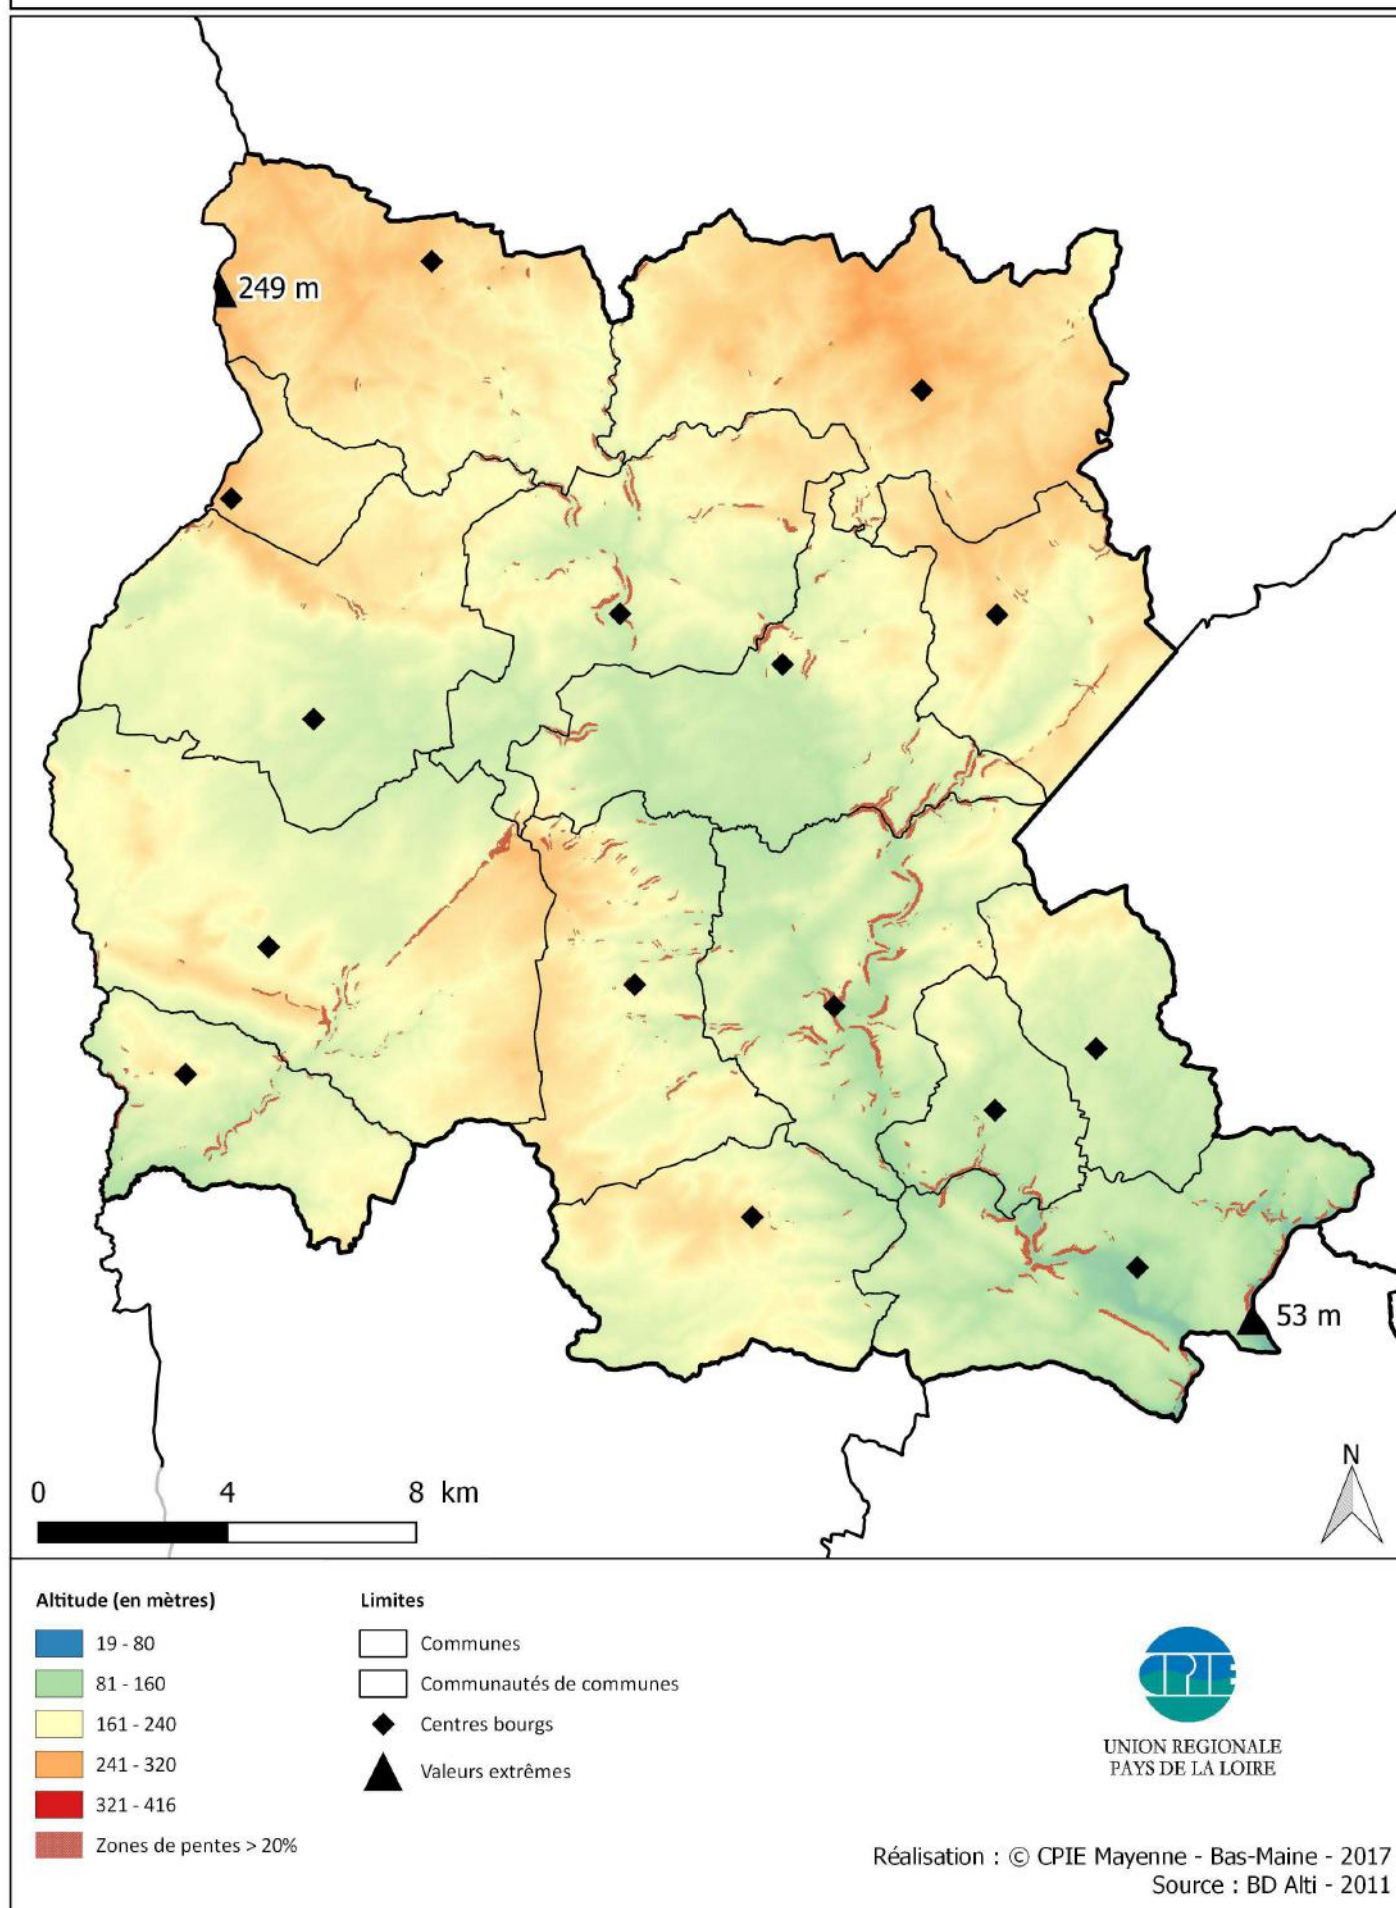 249 m
53 m
N
0 4 8 km
Altitude (en mètres)
19 - 80
81 - 160
161 - 240
241 - 320
321 - 416
Zones de pentes > 20%
Limites
Communes
Communautés de communes
Centres bourgs
Valeurs extrêmes
CPIE
UNION REGIONALE
PAYS DE LA LOIRE
Réalisation : © CPIE Mayenne - Bas-Maine - 2017
Source : BD Alti - 2011